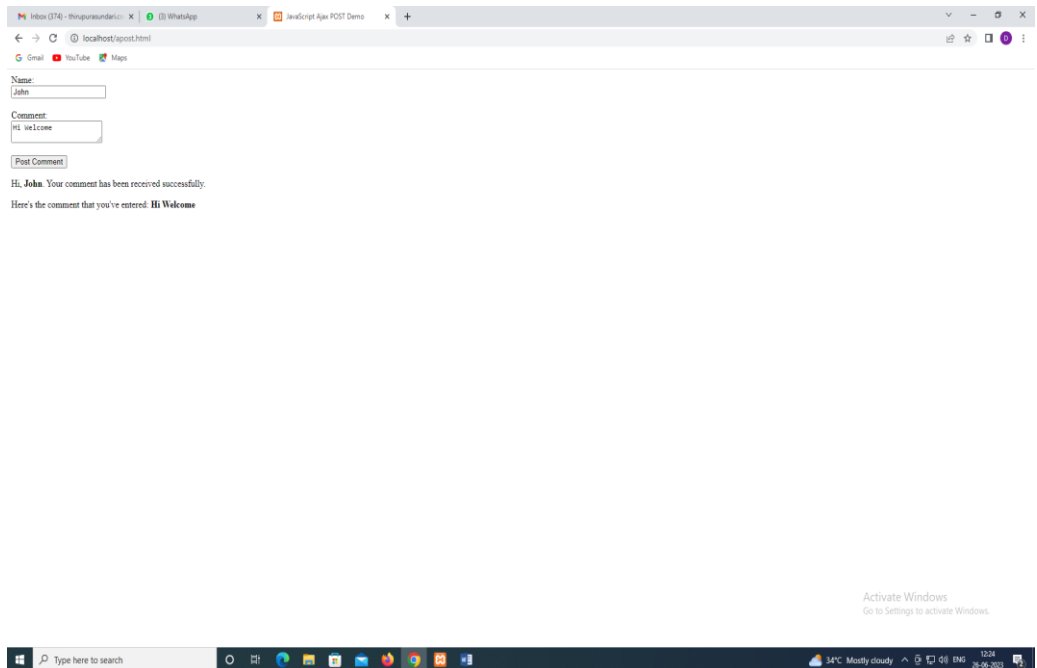 Inbox (374) - thirupurasundari
(3) WhatsApp
JavaScript Ajax POST Demo
localhost/apost.html
Gmail
YouTube
Maps
Name:
John
Comment:
Hi Welcome
Post Comment
Hi, John. Your comment has been received successfully.
Here's the comment that you've entered: Hi Welcome
Activate Windows
Go to Settings to activate Windows.
Type here to search
34°C Mostly cloudy
ENG
12:24
26-06-2023